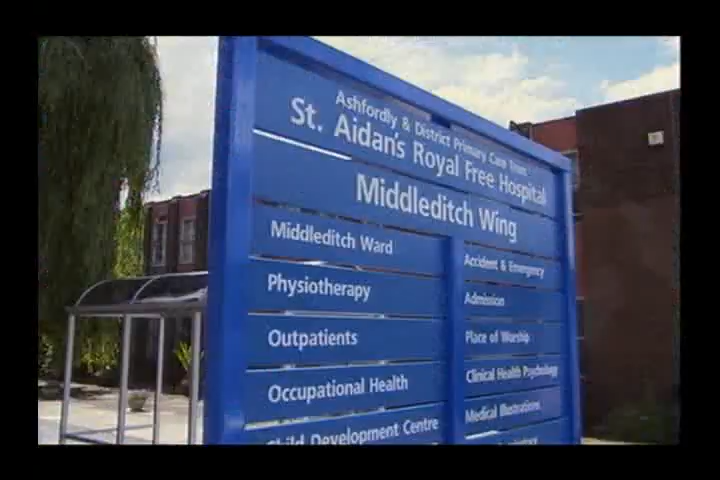 Ashfordly & District Primary Care Trust
St. Aidan's Royal Free Hospital
Middleditch Wing
Middleditch Ward
Physiotherapy
Outpatients
Occupational Health
Child Development Centre
Accident & Emergency
Admission
Place of Worship
Clinical Health Psychology
Medical Illustrations